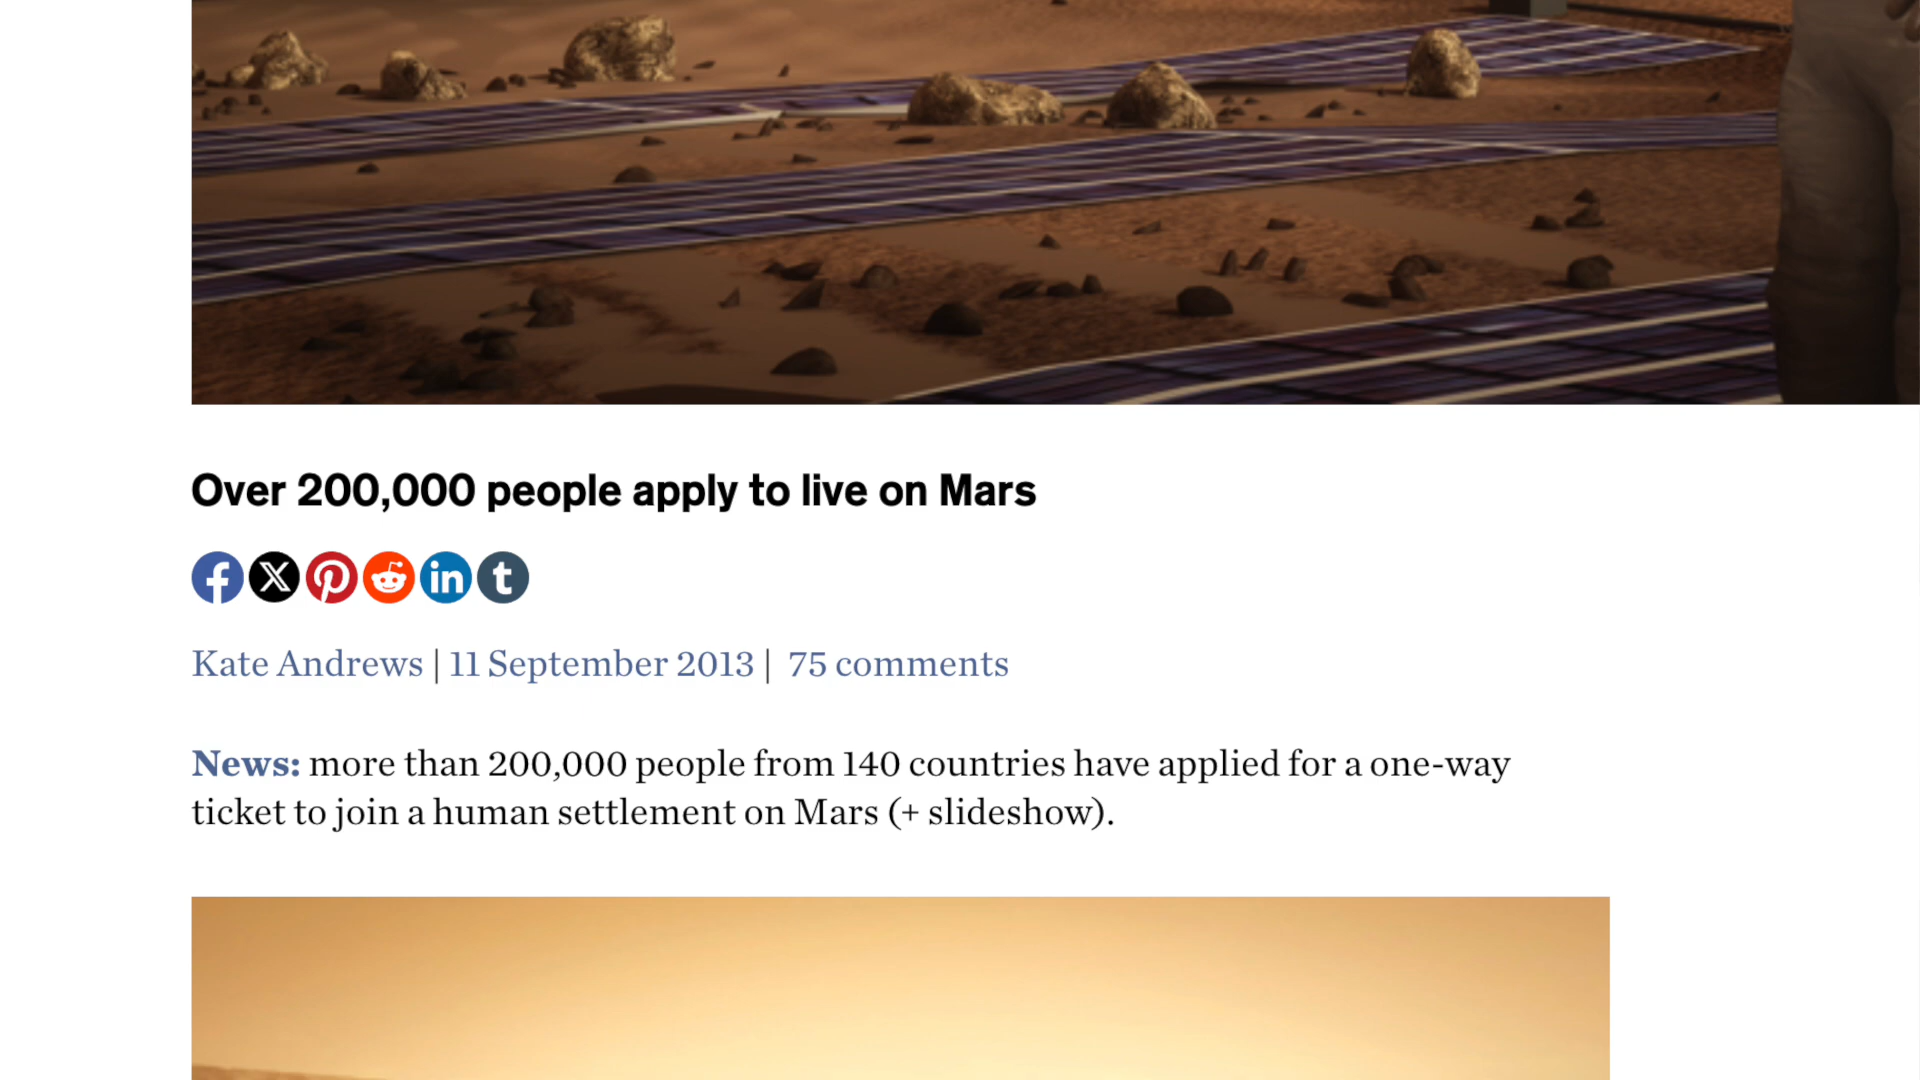 Over 200,000 people apply to live on Mars
Kate Andrews | 11 September 2013 | 75 comments
News: more than 200,000 people from 140 countries have applied for a one-way
ticket to join a human settlement on Mars (+ slideshow).